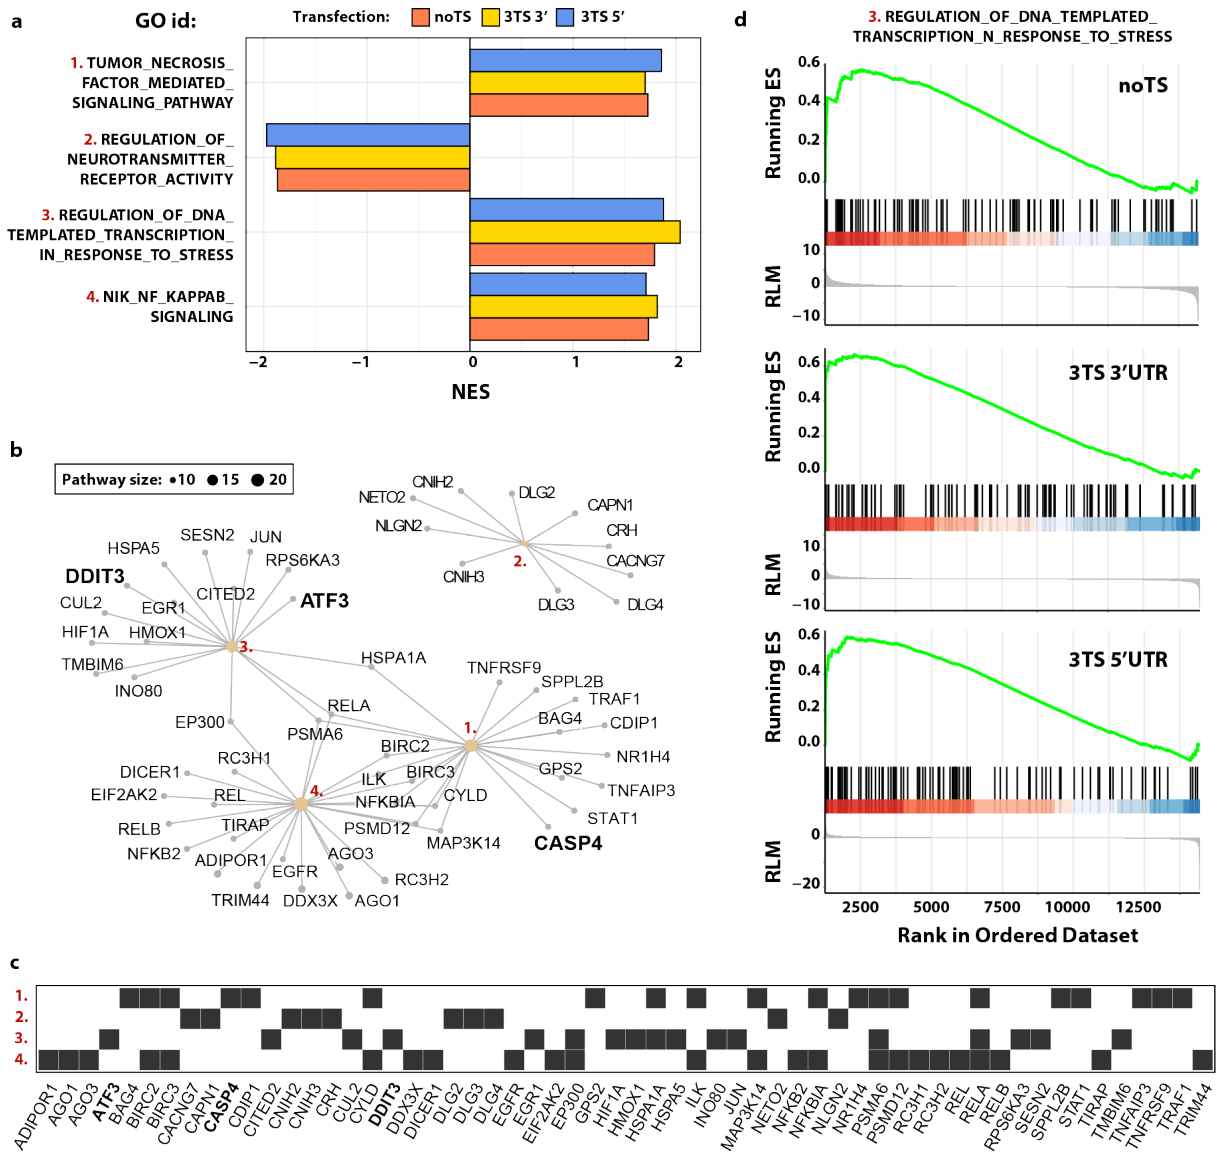 a
GO id:
Transfection: noTS 3TS 3’ 3TS 5’
1. TUMOR_NECROSIS_
FACTOR_MEDIATED_
SIGNALING_PATHWAY
2. REGULATION_OF_
NEUROTRANSMITTER_
RECEPTOR_ACTIVITY
3. REGULATION_OF_DNA_
TEMPLATED_TRANSCRIPTION_
IN_RESPONSE_TO_STRESS
4. NIK_NF_KAPPAB_
SIGNALING
−2 −1 0 1 2
NES
b
Pathway size: 10 15 20
CNIH2
NETO2
DLG2
CAPN1
NLGN2
CRH
CACNG7
2.
CNIH3
DLG3
DLG4
SESN2
JUN
HSPA5
RPS6KA3
DDIT3
CITED2
ATF3
CUL2
EGR1
HIF1A
HMOX1
3.
TMBIM6
INO80
HSPA1A
EP300
RELA
PSMA6
TNFRSF9
SPPL2B
TRAF1
BAG4
CDIP1
1.
NR1H4
GPS2
TNFAIP3
STAT1
CASP4
BIRC2
RC3H1
DICER1
ILK
BIRC3
EIF2AK2
REL
4.
NFKBIA
CYLD
RELB
TIRAP
PSMD12
MAP3K14
NFKB2
ADIPOR1
AGO3
EGFR
RC3H2
TRIM44
DDX3X
AGO1
c
1.
2.
3.
4.
ADIPOR1
AGO1
AGO3
ATF3
BAG4
BIRC2
BIRC3
CACNG7
CAPN1
CASP4
CDIP1
CITED2
CNIH2
CNIH3
CRH
CUL2
CYLD
DDIT3
DDX3X
DICER1
DLG2
DLG3
DLG4
EGFR
EGR1
EIF2AK2
EP300
GPS2
HIF1A
HMOX1
HSPA1A
HSPA5
ILK
INO80
JUN
MAP3K14
NETO2
NFKB2
NFKBIA
NLGN2
NR1H4
PSMA6
PSMD12
RC3H1
RC3H2
REL
RELA
RELB
RPS6KA3
SESN2
SPPL2B
STAT1
TIRAP
TMBIM6
TNFAIP3
TNFRSF9
TRAF1
TRIM44
d
3. REGULATION_OF_DNA_TEMPLATED_
TRANSCRIPTION_N_RESPONSE_TO_STRESS
Running ES
0.6
0.4
0.2
0.0
noTS
RLM
10
0
−10
Running ES
0.6
0.4
0.2
0.0
3TS 3’UTR
RLM
10
0
−10
Running ES
0.6
0.4
0.2
0.0
3TS 5’UTR
RLM
0
−20
2500 5000 7500 10000 12500
Rank in Ordered Dataset